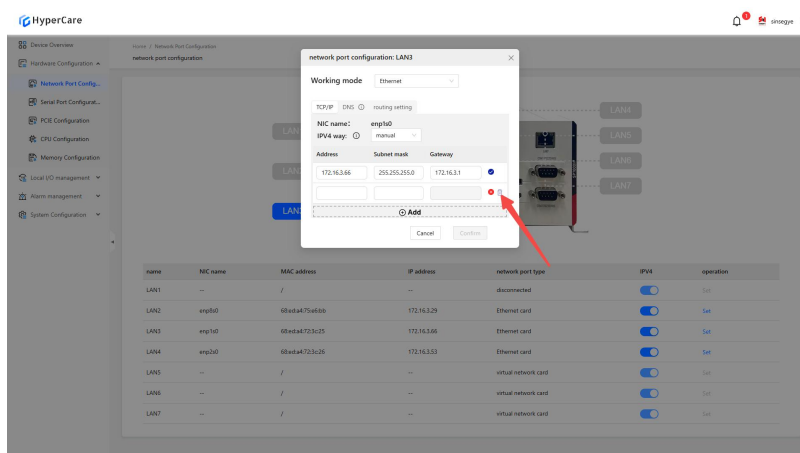 HyperCare
1
sinsegye
Device Overview
Hardware Configuration
Network Port Config...
Serial Port Configurat...
PCIE Configuration
CPU Configuration
Memory Configuration
Local I/O management
Alarm management
System Configuration
Home / Network Port Configuration
network port configuration
network port configuration: LAN3
Working mode
Ethernet
TCP/IP DNS routing setting
NIC name: enp1s0
IPV4 way: manual
Address Subnet mask Gateway
172.16.3.66 255.255.255.0 172.16.3.1
Add
Cancel Confirm
LAN
LAN
LAN
LAN4
LAN5
LAN6
LAN7
name NIC name MAC address IP address network port type IPV4 operation
LAN1 -- / -- disconnected Set
LAN2 enp8s0 68:ed:a4:75:e6:bb 172.16.3.29 Ethernet card Set
LAN3 enp1s0 68:ed:a4:72:3c:25 172.16.3.66 Ethernet card Set
LAN4 enp2s0 68:ed:a4:72:3c:26 172.16.3.53 Ethernet card Set
LAN5 -- / -- virtual network card Set
LAN6 -- / -- virtual network card Set
LAN7 -- / -- virtual network card Set